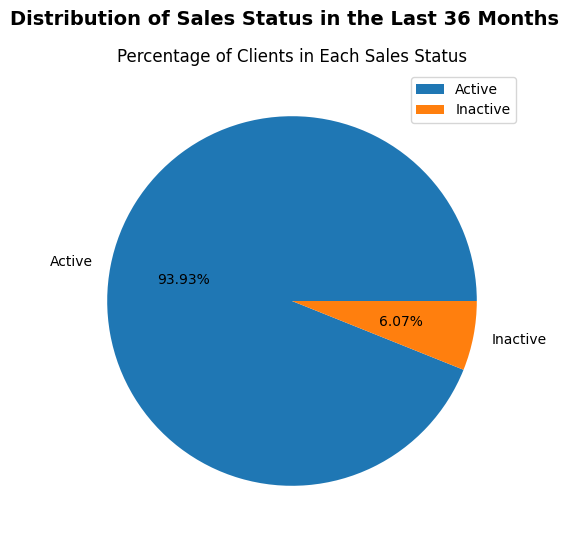 Distribution of Sales Status in the Last 36 Months
Percentage of Clients in Each Sales Status
Active
Inactive
Active
93.93%
6.07%
Inactive